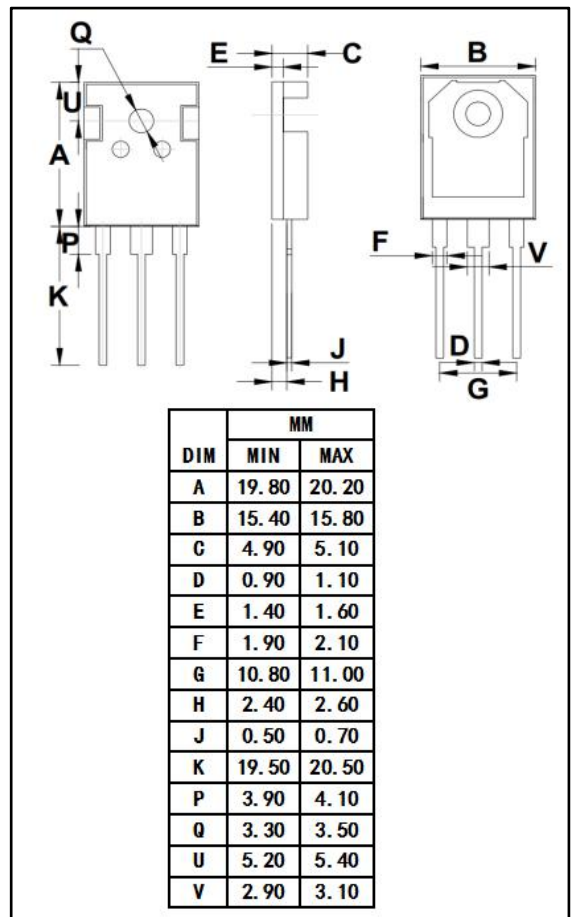 Q
E C B
U
A
P
K
F V
J
H
D
G
MM
DIM MIN MAX
A 19.80 20.20
B 15.40 15.80
C 4.90 5.10
D 0.90 1.10
E 1.40 1.60
F 1.90 2.10
G 10.80 11.00
H 2.40 2.60
J 0.50 0.70
K 19.50 20.50
P 3.90 4.10
Q 3.30 3.50
U 5.20 5.40
V 2.90 3.10